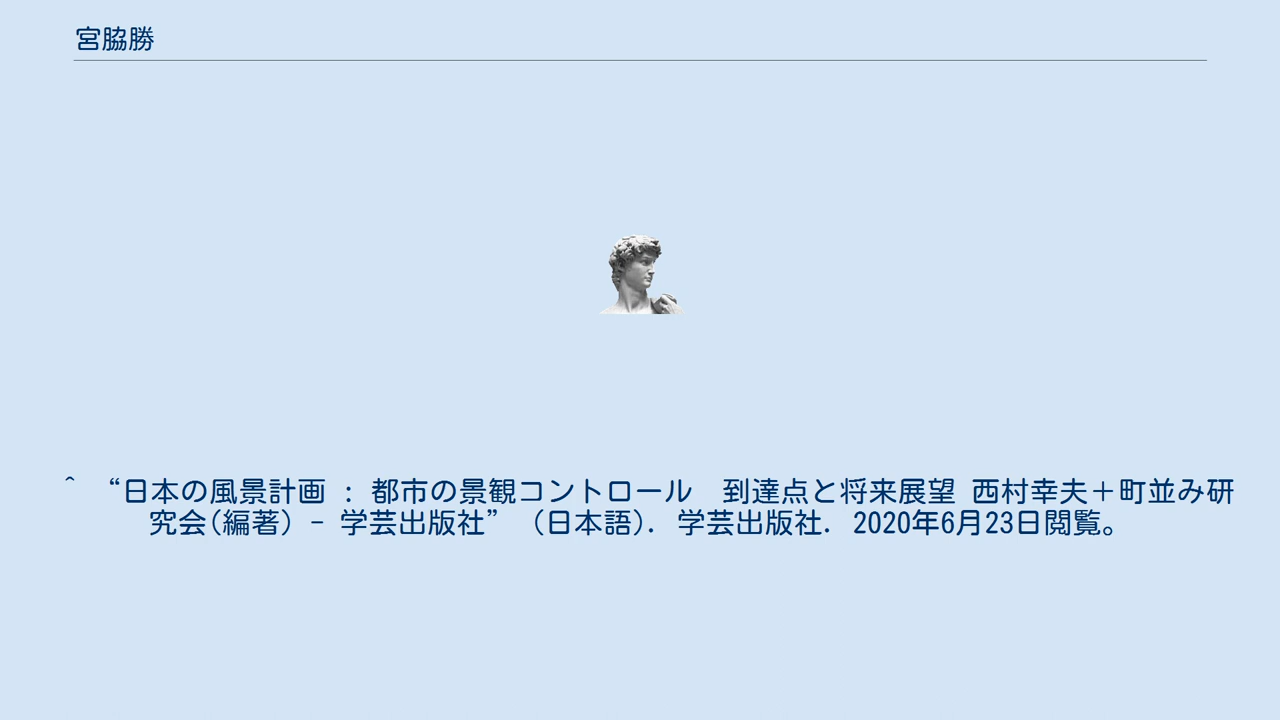 宮脇勝
^ “日本の風景計画 : 都市の景観コントロール　到達点と将来展望 西村幸夫＋町並み研
究会(編著) - 学芸出版社” (日本語). 学芸出版社. 2020年6月23日閲覧。